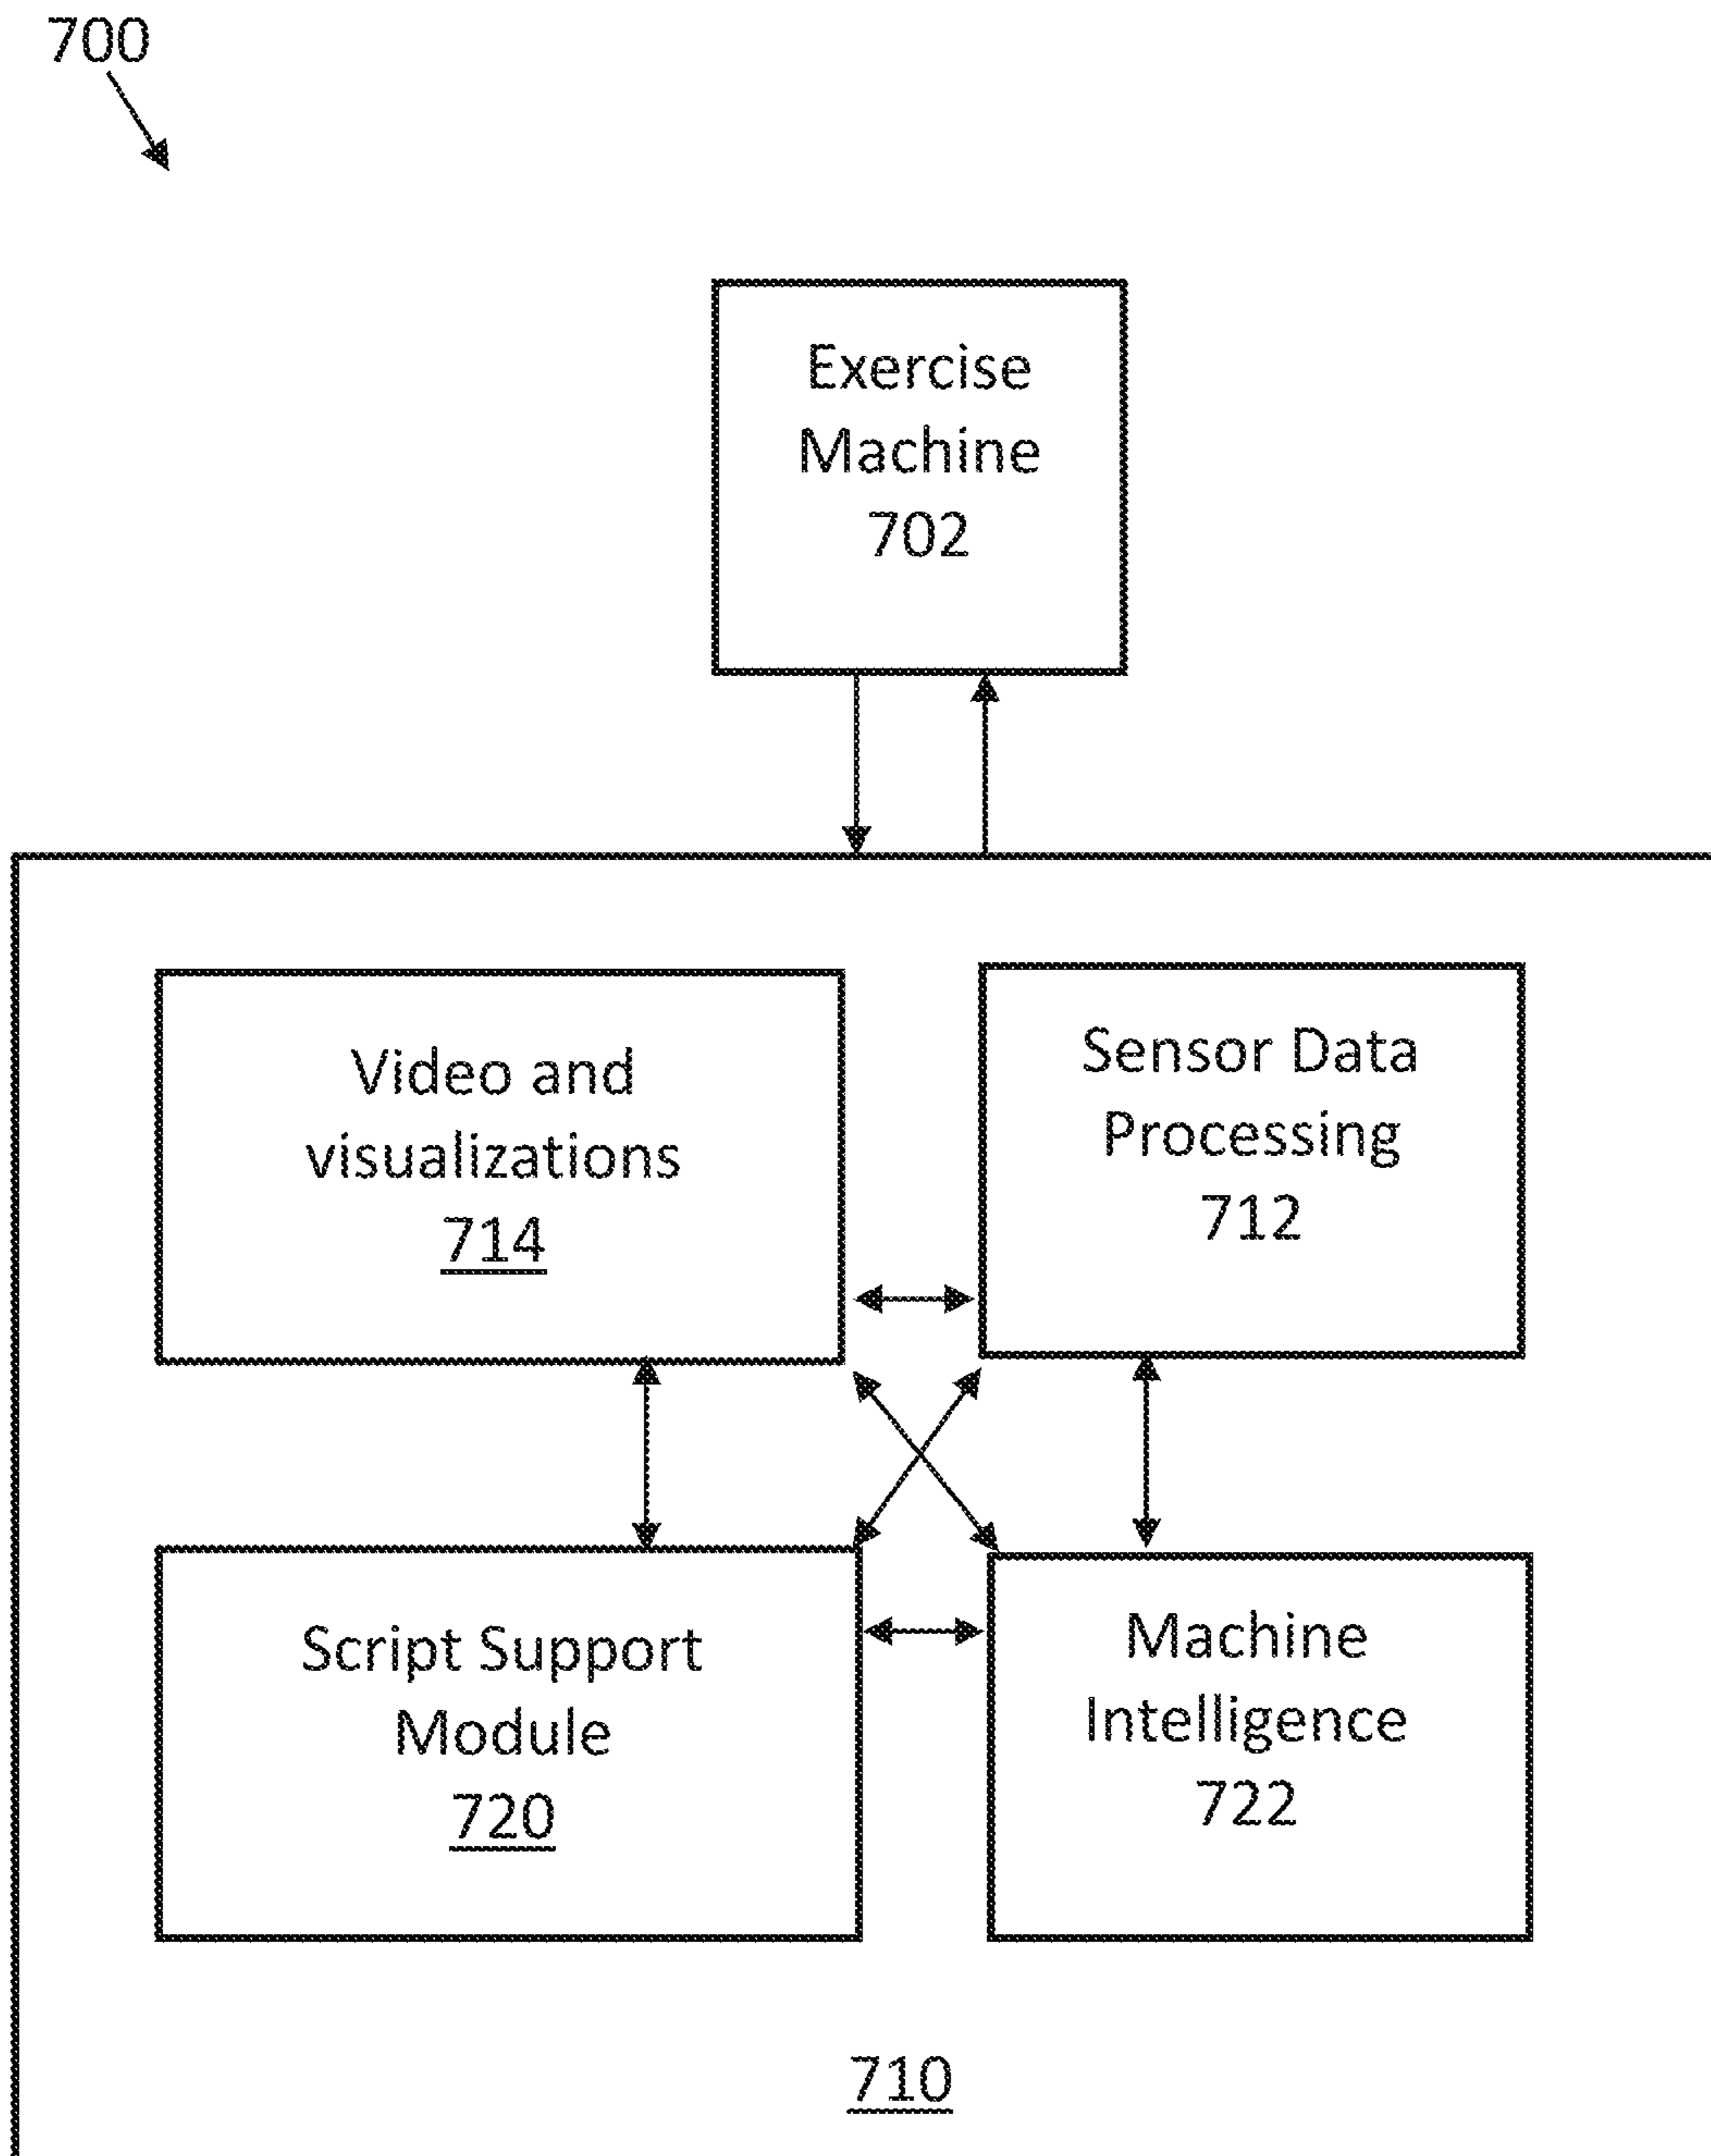 700
Exercise
Machine
702
Video and
visualizations
714
Sensor Data
Processing
712
Script Support
Module
720
Machine
Intelligence
722
710